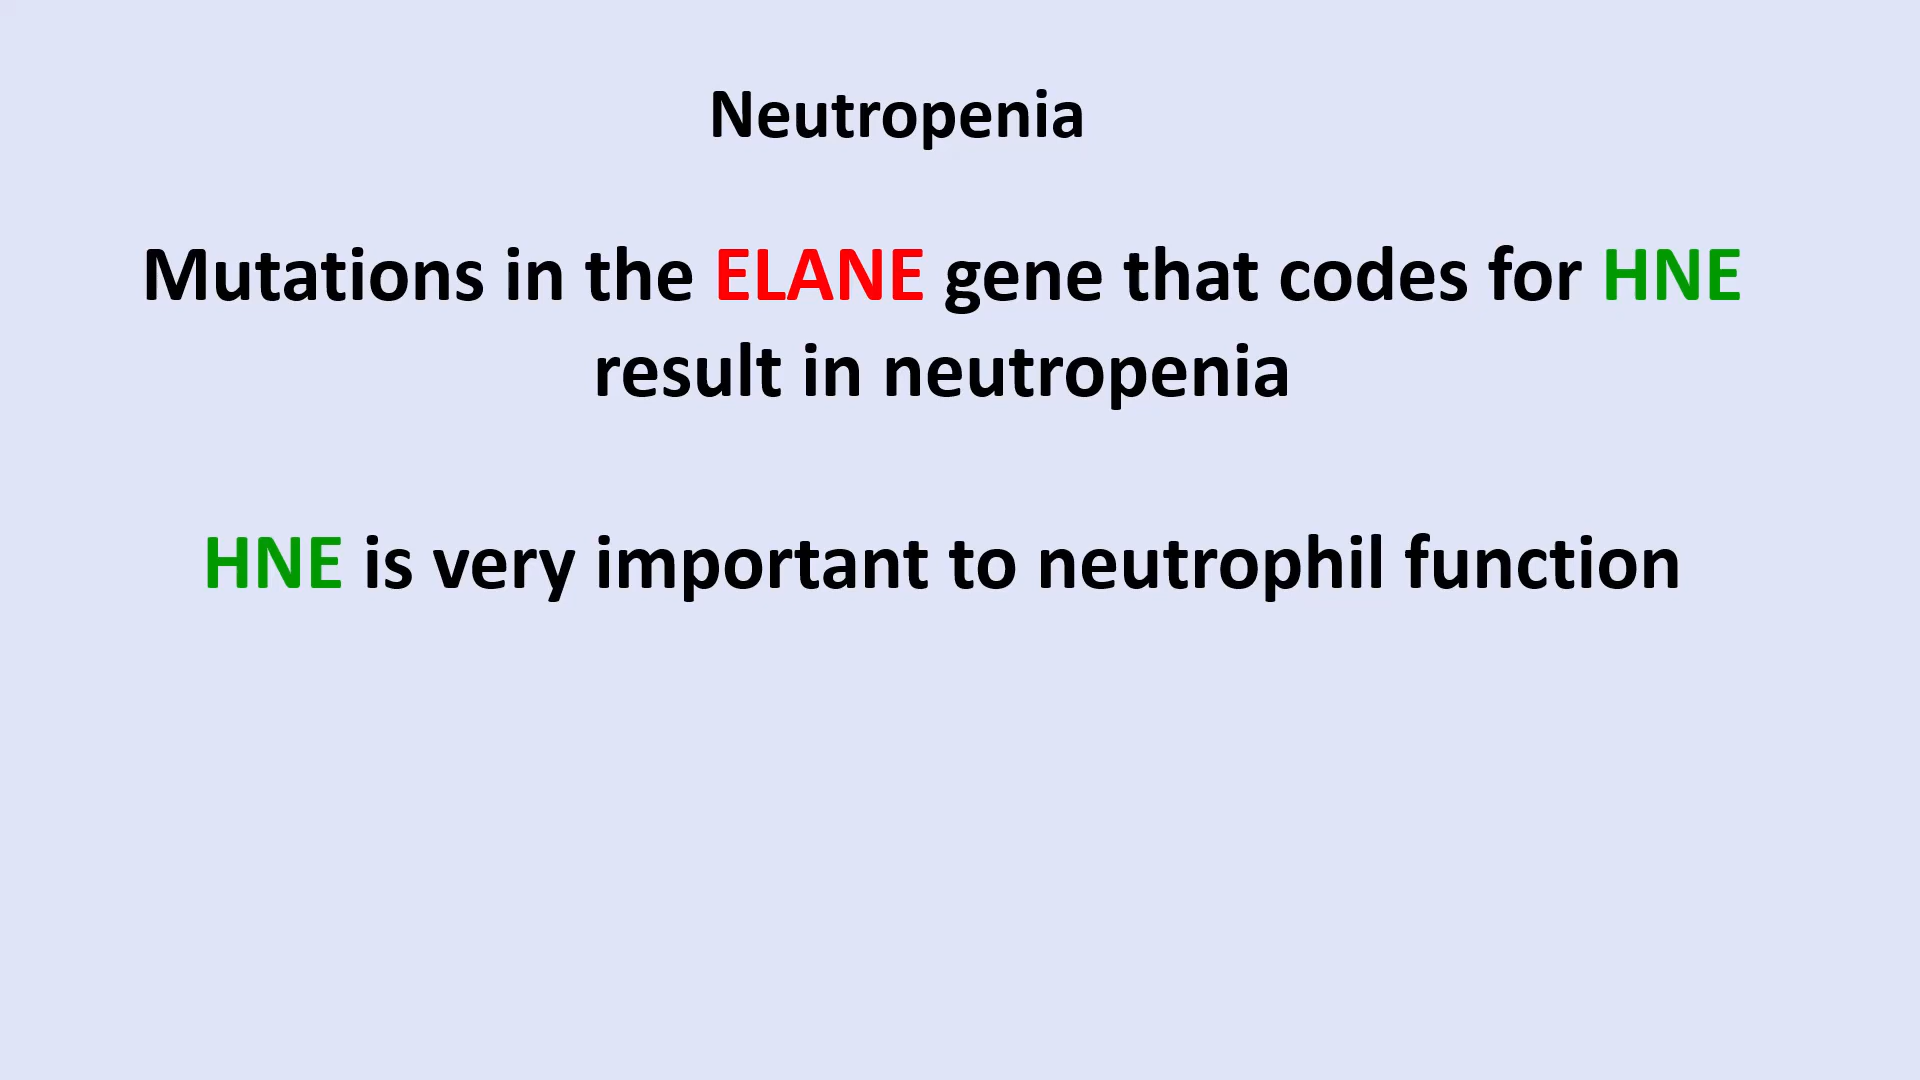 Neutropenia
Mutations in the ELANE gene that codes for HNE
result in neutropenia
HNE is very important to neutrophil function